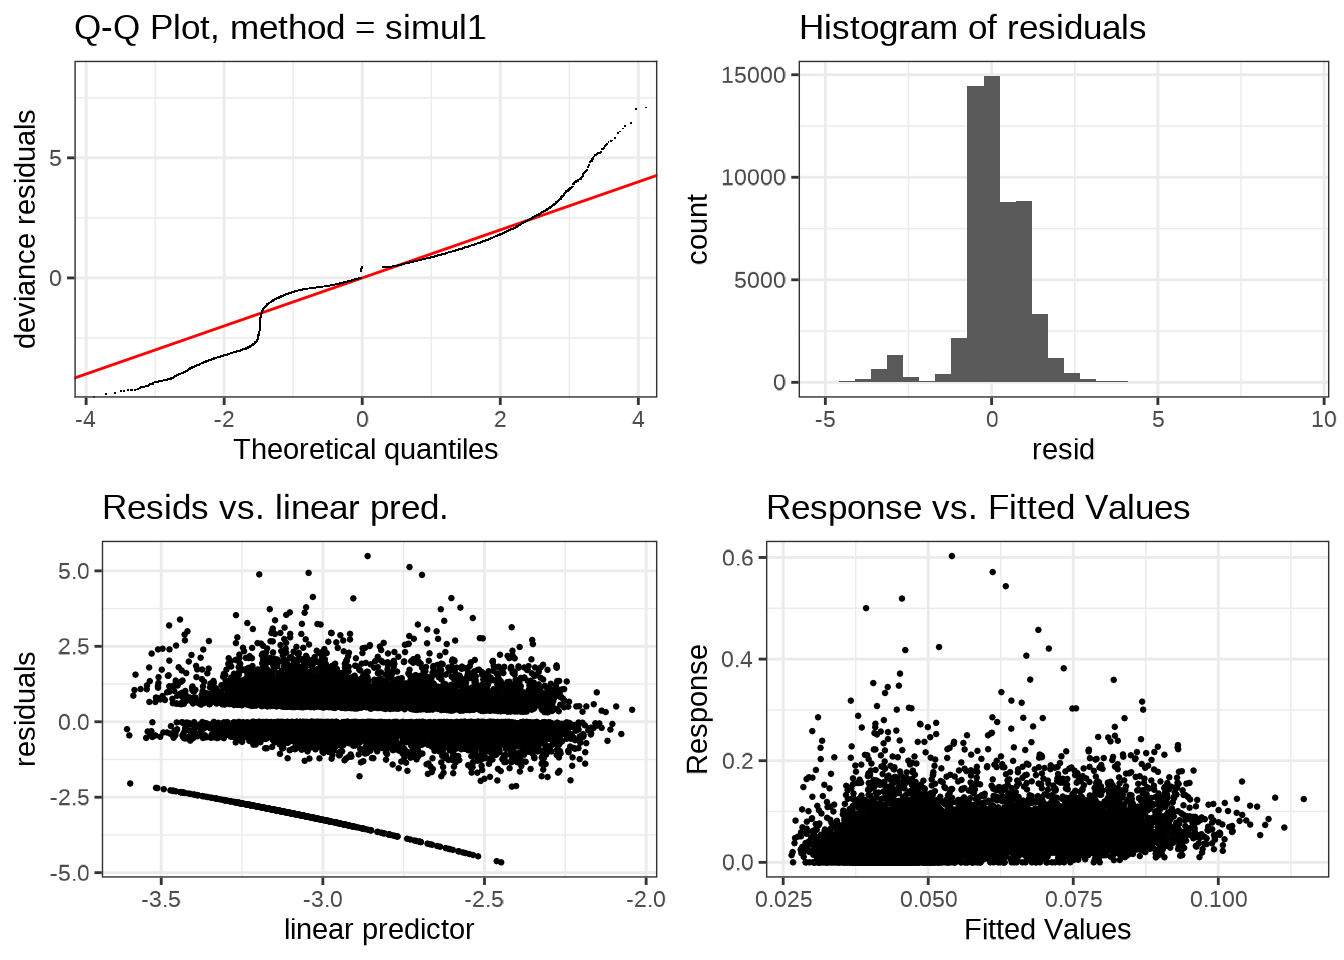 Q-Q Plot, method = simul1
deviance residuals
5
0
-4
-2
0
2
4
Theoretical quantiles
Histogram of residuals
count
15000
10000
5000
0
-5
0
5
10
resid
Resids vs. linear pred.
residuals
5.0
2.5
0.0
-2.5
-5.0
-3.5
-3.0
-2.5
-2.0
linear predictor
Response vs. Fitted Values
Response
0.6
0.4
0.2
0.0
0.025
0.050
0.075
0.100
Fitted Values